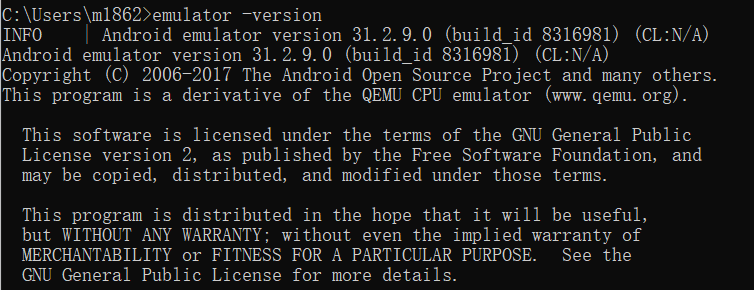 C:\Users\m1862>emulator -version
INFO    | Android emulator version 31.2.9.0 (build_id 8316981) (CL:N/A)
Android emulator version 31.2.9.0 (build_id 8316981) (CL:N/A)
Copyright (C) 2006-2017 The Android Open Source Project and many others.
This program is a derivative of the QEMU CPU emulator (www.qemu.org).
This software is licensed under the terms of the GNU General Public
License version 2, as published by the Free Software Foundation, and
may be copied, distributed, and modified under those terms.
This program is distributed in the hope that it will be useful,
but WITHOUT ANY WARRANTY; without even the implied warranty of
MERCHANTABILITY or FITNESS FOR A PARTICULAR PURPOSE.  See the
GNU General Public License for more details.